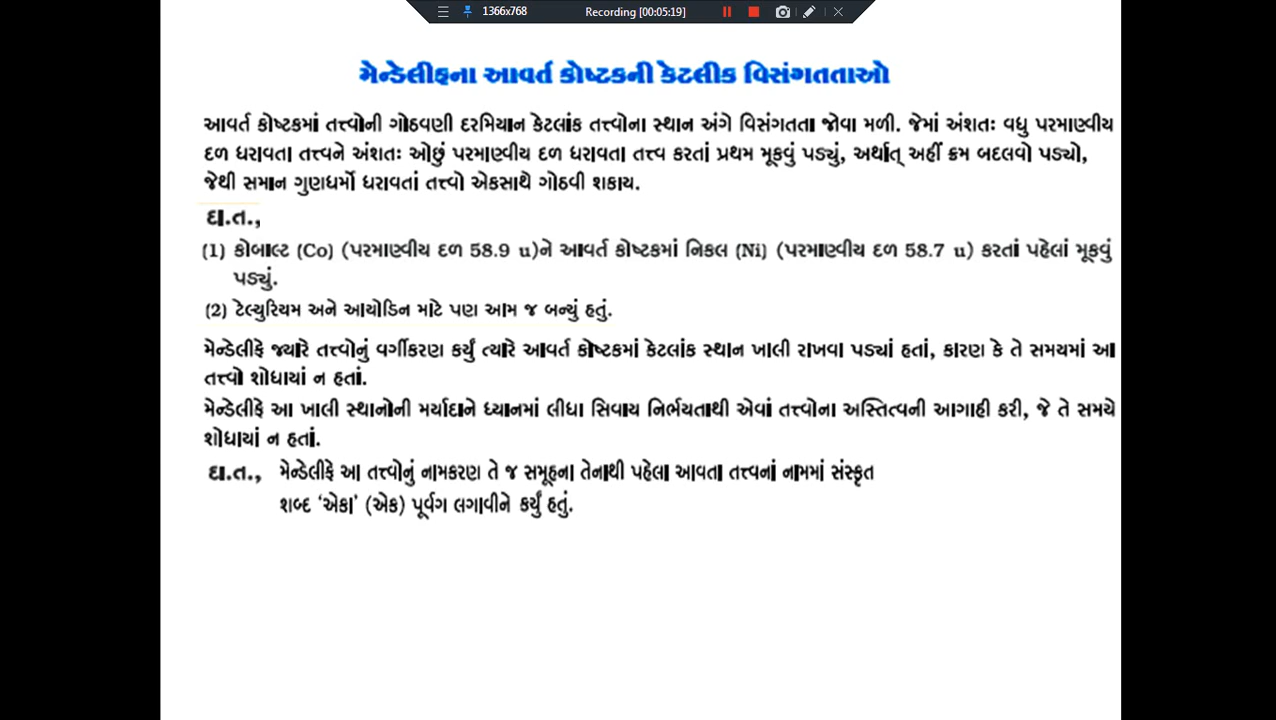 1366x768 Recording [00:05:19]
મેન્ડેલીફના આવર્ત કોષ્ટકની કેટલીક વિસંગતતાઓ
આવર્ત કોષ્ટકમાં તત્ત્વોની ગોઠવણી દરમિયાન કેટલાંક તત્ત્વોના સ્થાન અંગે વિસંગતતા જોવા મળી. જેમાં અંશતઃ વધુ પરમાણ્વીય
દળ ધરાવતા તત્ત્વને અંશતઃ ઓછું પરમાણ્વીય દળ ધરાવતા તત્ત્વ કરતાં પ્રથમ મૂકવું પડ્યું, અર્થાત્ અહીં ક્રમ બદલવો પડ્યો,
જેથી સમાન ગુણધર્મો ધરાવતાં તત્ત્વો એકસાથે ગોઠવી શકાય.
દા.ત.,
(1) કોબાલ્ટ (Co) (પરમાણ્વીય દળ 58.9 u)ને આવર્ત કોષ્ટકમાં નિકલ (Ni) (પરમાણ્વીય દળ 58.7 u) કરતાં પહેલાં મૂકવું
પડ્યું.
(2) ટેલ્યુરિયમ અને આયોડિન માટે પણ આમ જ બન્યું હતું.
મેન્ડેલીફે જ્યારે તત્ત્વોનું વર્ગીકરણ કર્યું ત્યારે આવર્ત કોષ્ટકમાં કેટલાંક સ્થાન ખાલી રાખવા પડ્યાં હતાં, કારણ કે તે સમયમાં આ
તત્ત્વો શોધાયાં ન હતાં.
મેન્ડેલીફે આ ખાલી સ્થાનોની મર્યાદાને ધ્યાનમાં લીધા સિવાય નિર્ભયતાથી એવાં તત્ત્વોના અસ્તિત્વની આગાહી કરી, જે તે સમયે
શોધાયાં ન હતાં.
દા.ત., મેન્ડેલીફે આ તત્ત્વોનું નામકરણ તે જ સમૂહના તેનાથી પહેલા આવતા તત્ત્વનાં નામમાં સંસ્કૃત
શબ્દ ‘એકા’ (એક) પૂર્વગ લગાવીને કર્યું હતું.